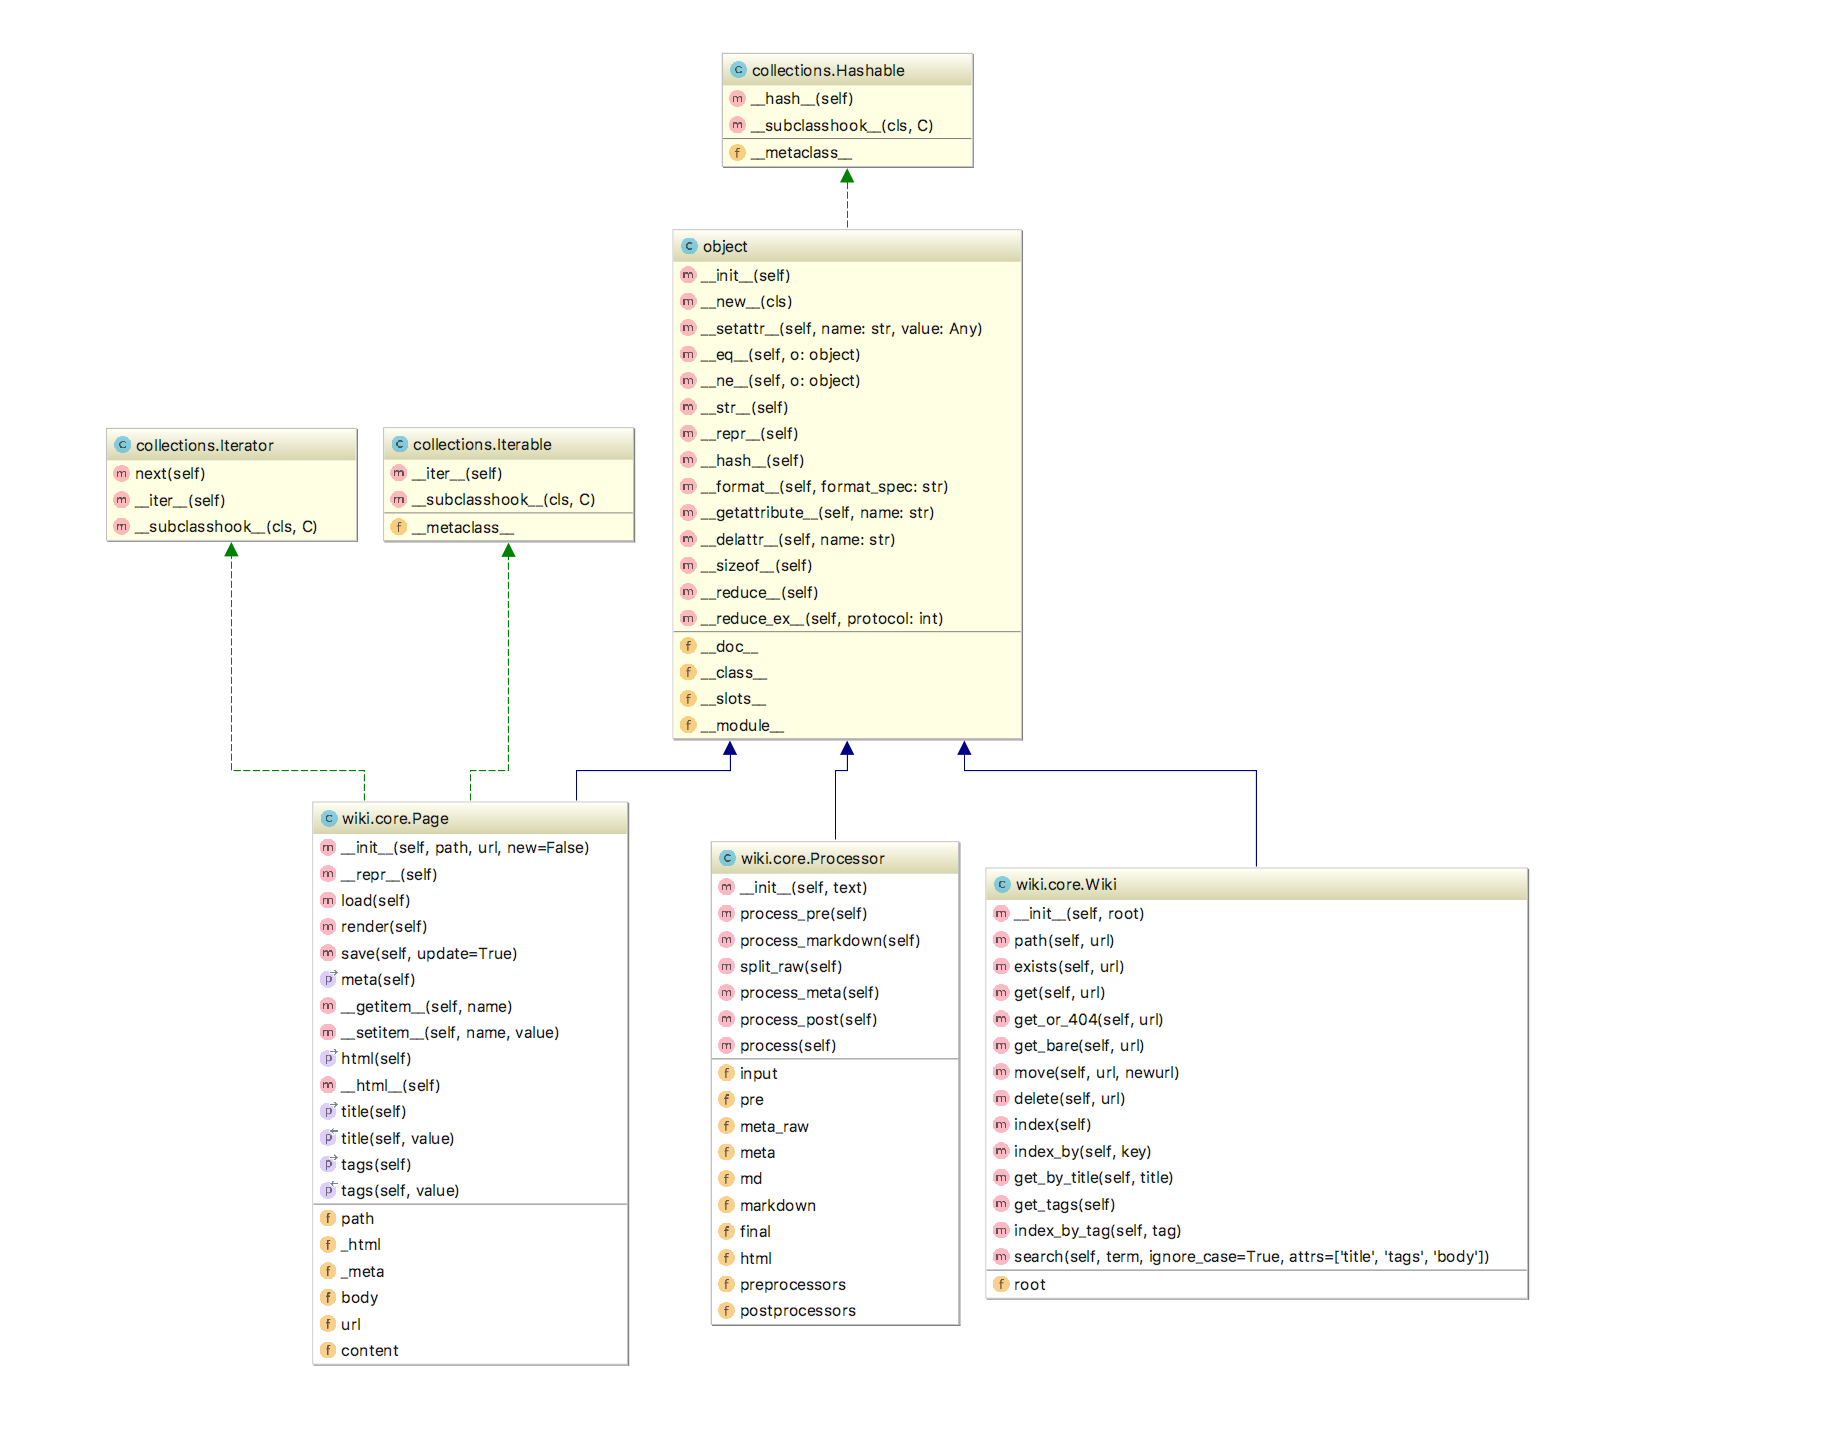 collections.Hashable
__hash__(self)
__subclasshook__(cls, C)
__metaclass__
object
__init__(self)
__new__(cls)
__setattr__(self, name: str, value: Any)
__eq__(self, o: object)
__ne__(self, o: object)
__str__(self)
__repr__(self)
__hash__(self)
__format__(self, format_spec: str)
__getattribute__(self, name: str)
__delattr__(self, name: str)
__sizeof__(self)
__reduce__(self)
__reduce_ex__(self, protocol: int)
__doc__
__class__
__slots__
__module__
collections.Iterator
next(self)
__iter__(self)
__subclasshook__(cls, C)
collections.Iterable
__iter__(self)
__subclasshook__(cls, C)
__metaclass__
wiki.core.Page
__init__(self, path, url, new=False)
__repr__(self)
load(self)
render(self)
save(self, update=True)
meta(self)
__getitem__(self, name)
__setitem__(self, name, value)
html(self)
__html__(self)
title(self)
title(self, value)
tags(self)
tags(self, value)
path
_html
_meta
body
url
content
wiki.core.Processor
__init__(self, text)
process_pre(self)
process_markdown(self)
split_raw(self)
process_meta(self)
process_post(self)
process(self)
input
pre
meta_raw
meta
md
markdown
final
html
preprocessors
postprocessors
wiki.core.Wiki
__init__(self, root)
path(self, url)
exists(self, url)
get(self, url)
get_or_404(self, url)
get_bare(self, url)
move(self, url, newurl)
delete(self, url)
index(self)
index_by(self, key)
get_by_title(self, title)
get_tags(self)
index_by_tag(self, tag)
search(self, term, ignore_case=True, attrs=['title', 'tags', 'body'])
root